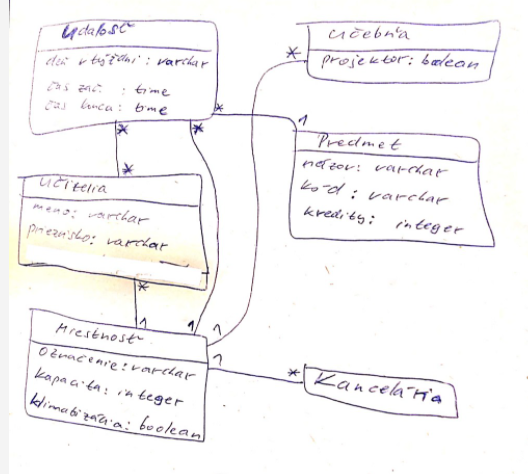 Udalosť
deň v týždni : varchar
čas zač. : time
čas konca : time
*
*
*
Učebňa
projektor : boolean
*
1
Predmet
názov : varchar
kód : varchar
kredity : integer
*
Učitelia
meno : varchar
priezvisko : varchar
*
1
1
1
1
Miestnosť
Označenie : varchar
kapacita : integer
klimatizácia : boolean
*
Kancelária